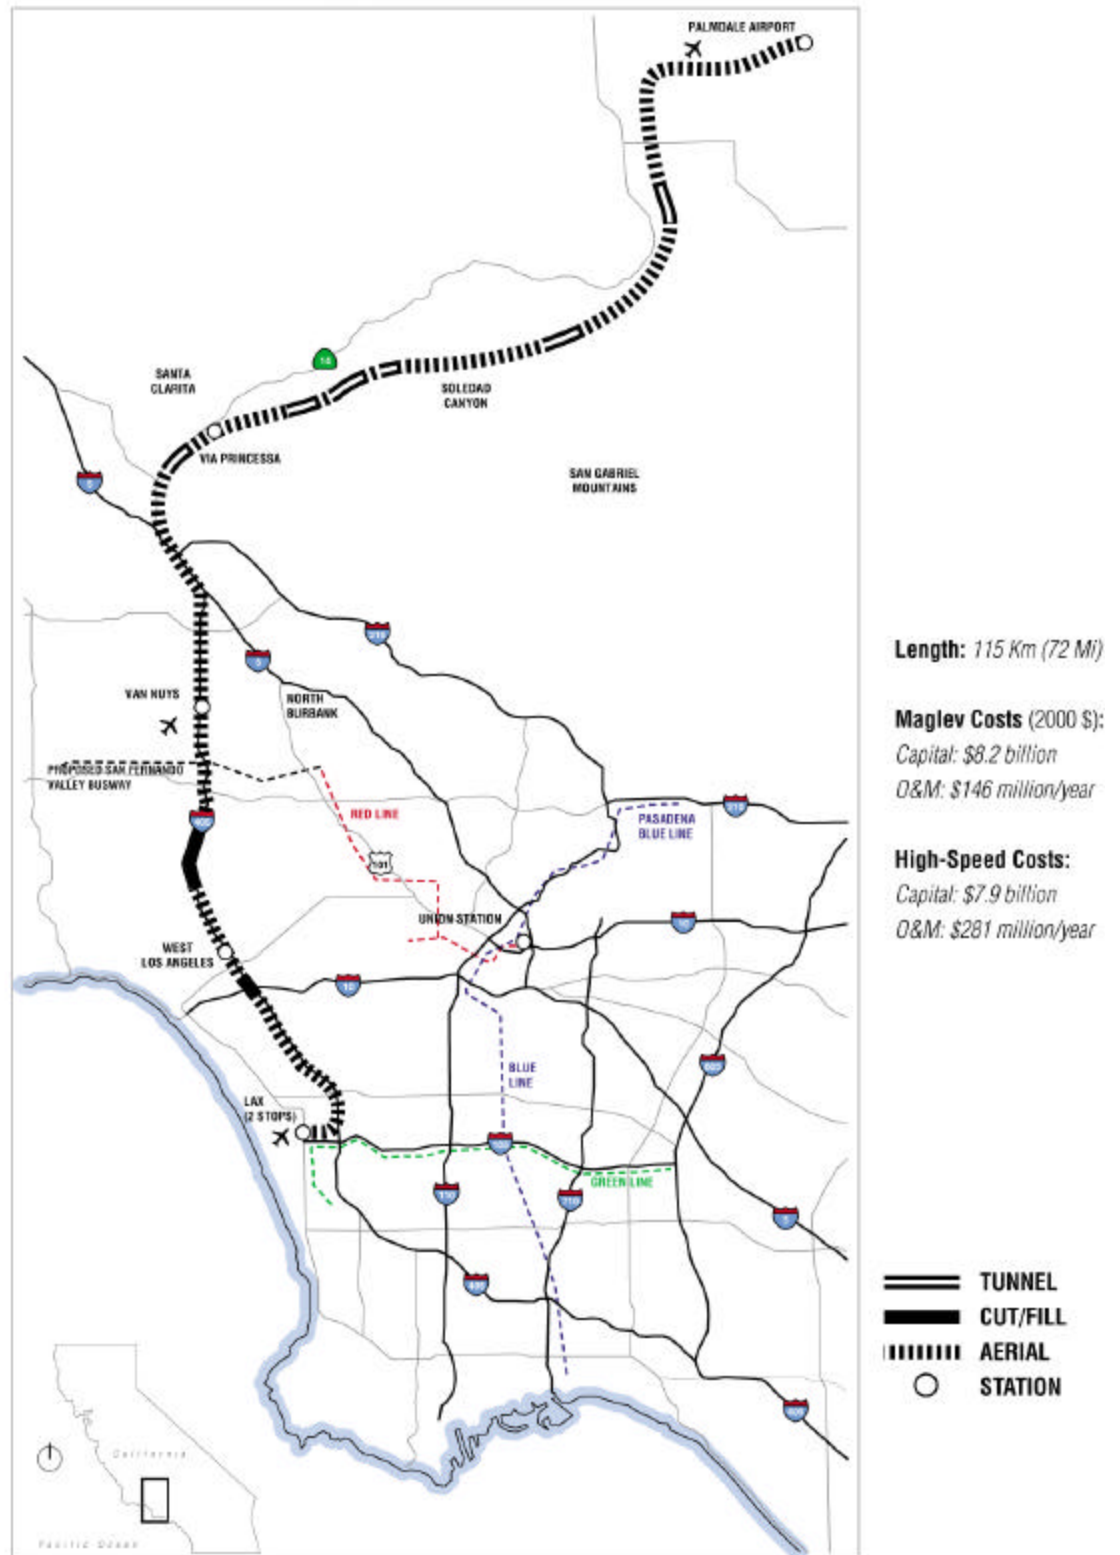 PALMDALE AIRPORT
14
SANTA
CLARITA
SOLEDAD
CANYON
VIA PRINCESSA
SAN GABRIEL
MOUNTAINS
5
210
5
VAN NUYS
NORTH
BURBANK
PROPOSED SAN FERNANDO
VALLEY BUSWAY
405
RED LINE
101
PASADENA
BLUE LINE
210
UNION STATION
10
WEST
LOS ANGELES
10
BLUE
LINE
605
LAX
(2 STOPS)
105
GREEN LINE
110
710
5
405
405
California
Pacific Ocean
Length: 115 Km (72 Mi)
Maglev Costs (2000 $):
Capital: $8.2 billion
O&M: $146 million/year
High-Speed Costs:
Capital: $7.9 billion
O&M: $281 million/year
TUNNEL
CUT/FILL
AERIAL
STATION